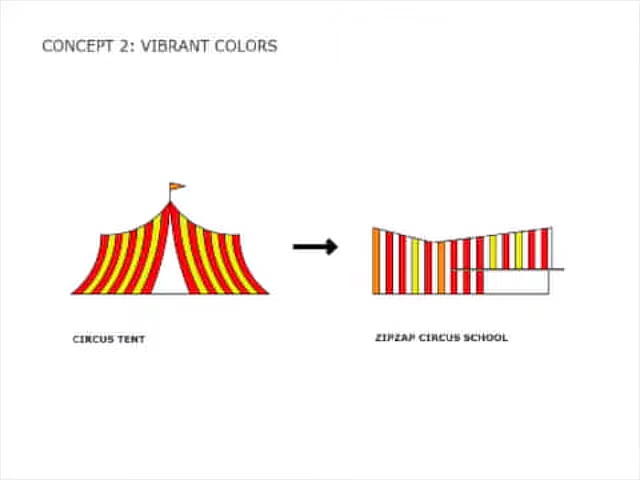 CONCEPT 2: VIBRANT COLORS
CIRCUS TENT
ZIPZAP CIRCUS SCHOOL